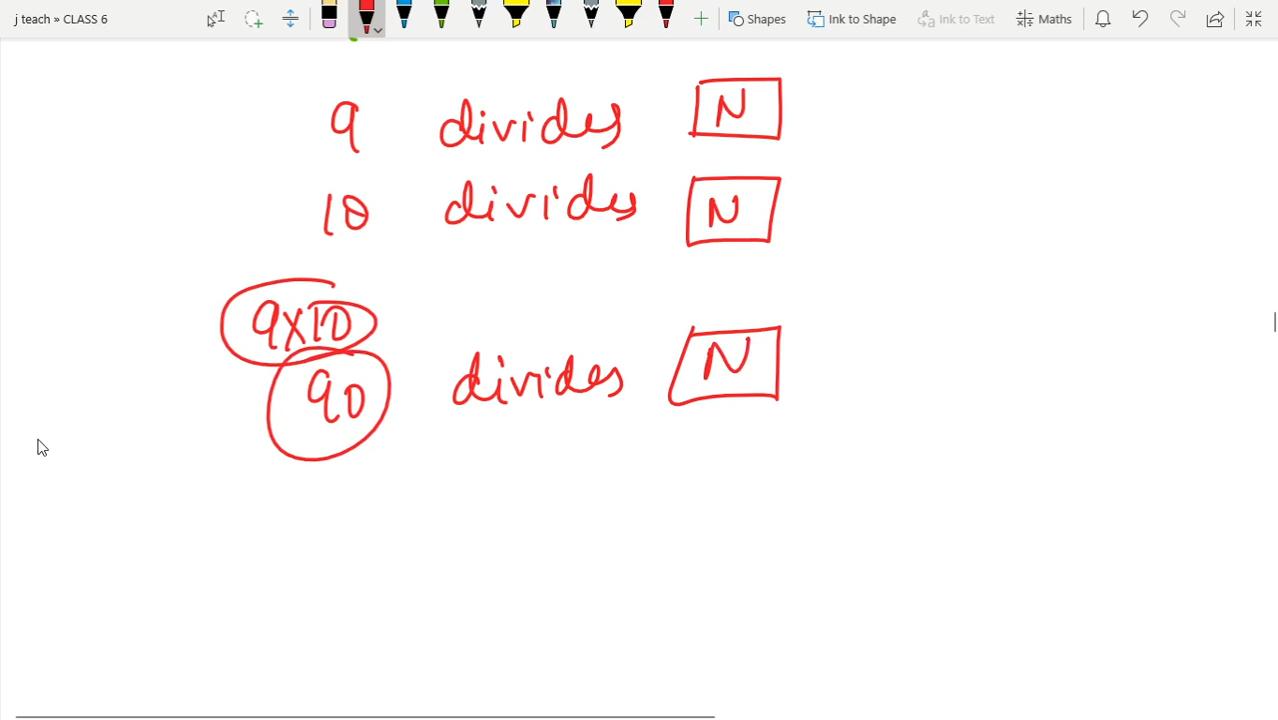 j teach » CLASS 6
Shapes Ink to Shape Ink to Text Maths
9 divides N
10 divides N
9x10
90 divides N